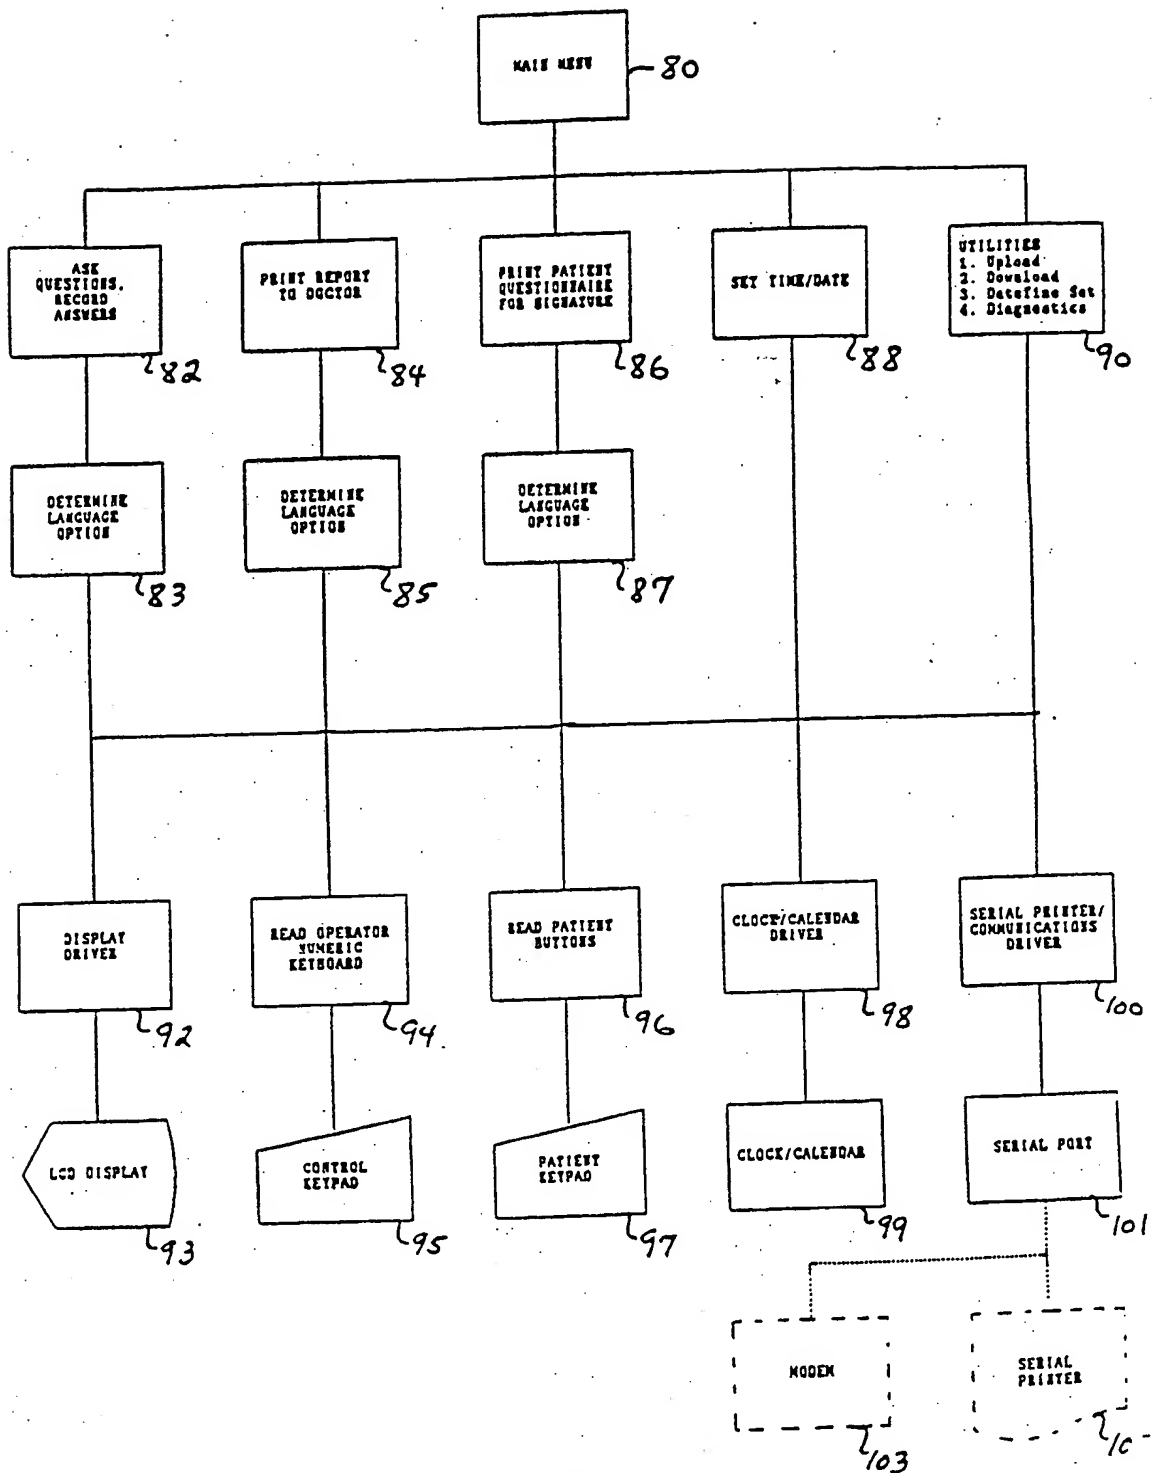 MAIN MENU
80
ASK
QUESTIONS,
RECORD
ANSWERS
82
PRINT REPORT
TO DOCTOR
84
PRINT PATIENT
QUESTIONNAIRE
FOR SIGNATURE
86
SET TIME/DATE
88
UTILITIES
1. Upload
2. Download
3. Datefine Set
4. Diagnostics
90
DETERMINE
LANGUAGE
OPTION
83
DETERMINE
LANGUAGE
OPTION
85
DETERMINE
LANGUAGE
OPTION
87
DISPLAY
DRIVER
92
READ OPERATOR
NUMERIC
KEYBOARD
94
READ PATIENT
BUTTONS
96
CLOCK/CALENDAR
DRIVER
98
SERIAL PRINTER/
COMMUNICATIONS
DRIVER
100
LCD DISPLAY
93
CONTROL
KEYPAD
95
PATIENT
KEYPAD
97
CLOCK/CALENDAR
99
SERIAL PORT
101
MODEM
103
SERIAL
PRINTER